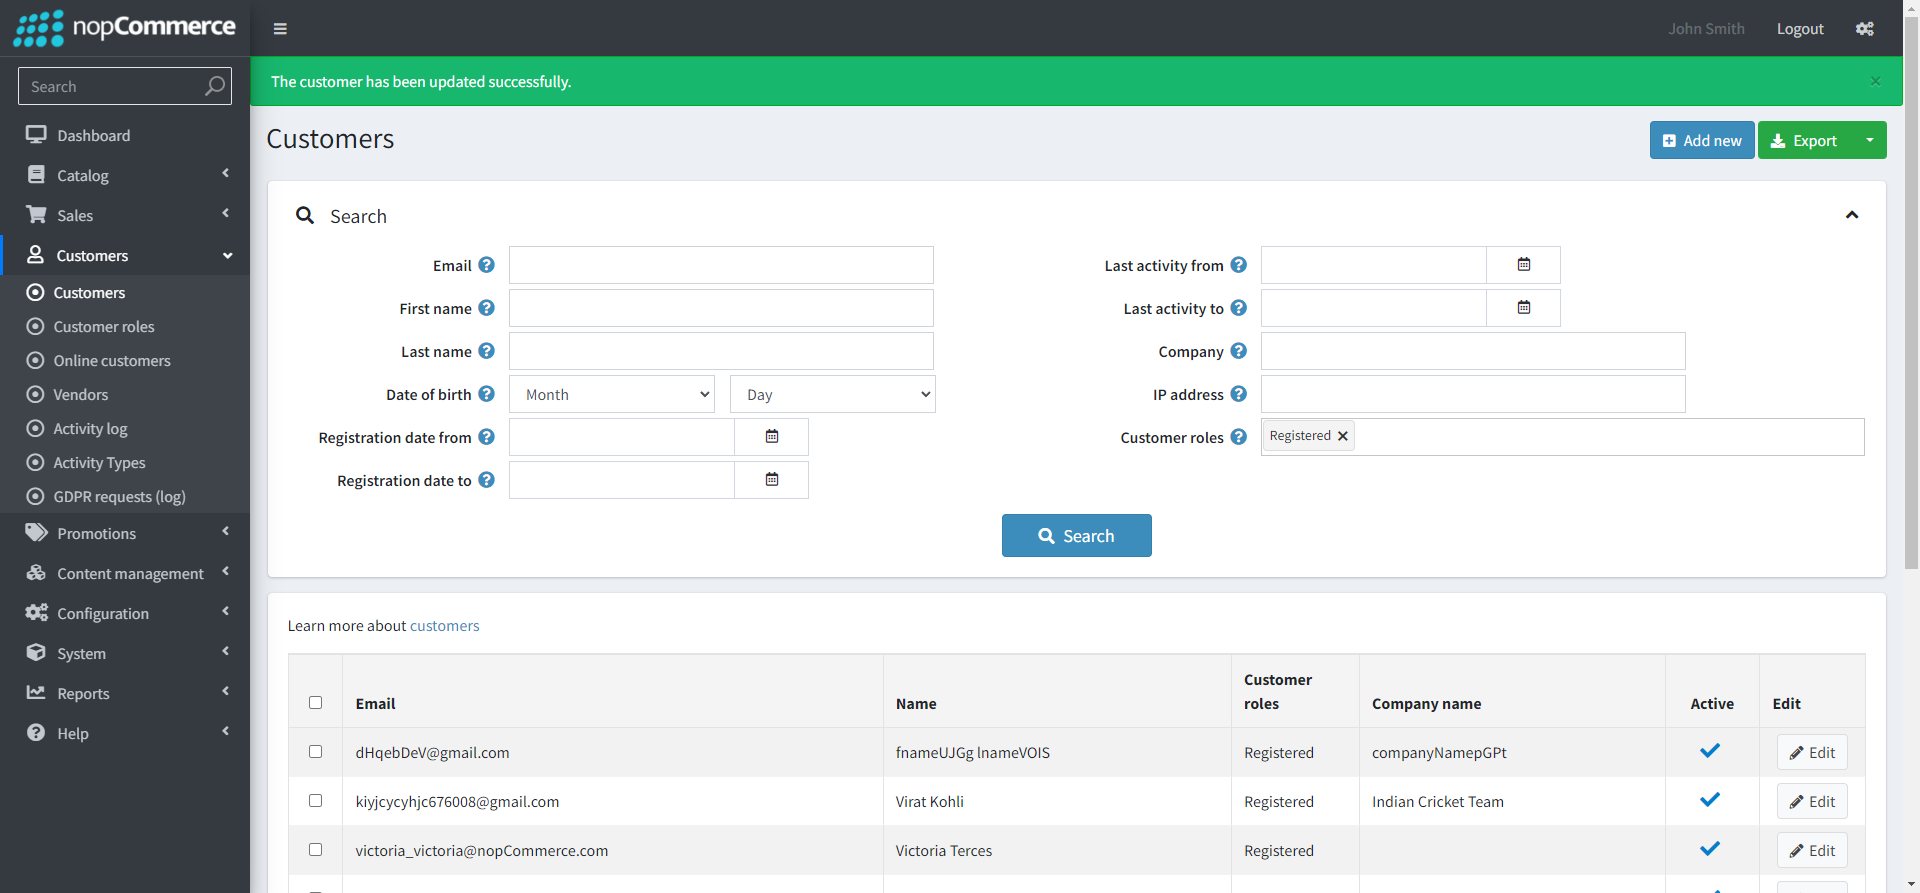 nopCommerce
John Smith
Logout
Search
The customer has been updated successfully.
×
Dashboard
Catalog
Sales
Customers
Customers
Customer roles
Online customers
Vendors
Activity log
Activity Types
GDPR requests (log)
Promotions
Content management
Configuration
System
Reports
Help
Customers
Add new
Export
Search
Email
First name
Last name
Date of birth
Month
Day
Registration date from
Registration date to
Last activity from
Last activity to
Company
IP address
Customer roles
Registered
Search
Learn more about customers
Email
Name
Customer
roles
Company name
Active
Edit
dHqebDeV@gmail.com
fnameUJGg lnameVOIS
Registered
companyNamepGPt
Edit
kiyjcycyhjc676008@gmail.com
Virat Kohli
Registered
Indian Cricket Team
Edit
victoria_victoria@nopCommerce.com
Victoria Terces
Registered
Edit